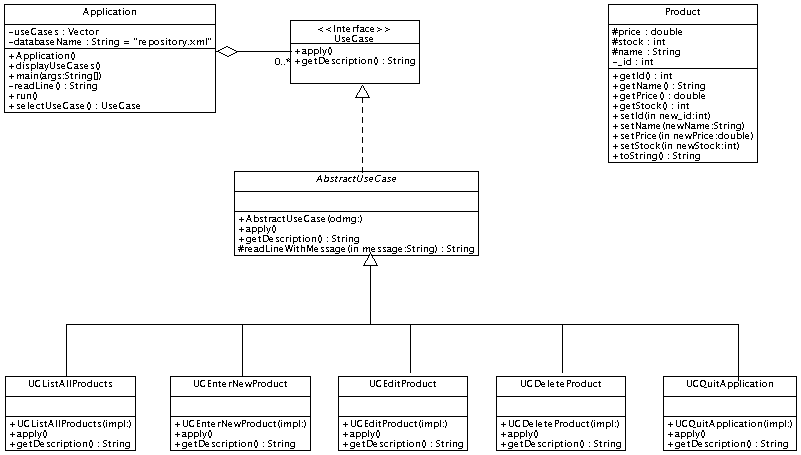 Application
-useCases : Vector
-databaseName : String = "repository.xml"
+Application()
+displayUseCases()
+main(args:String[])
-readLine() : String
+run()
+selectUseCase() : UseCase
0..*
<<Interface>>
UseCase
+apply()
+getDescription() : String
Product
#price : double
#stock : int
#name : String
-_id : int
+getId() : int
+getName() : String
+getPrice() : double
+getStock() : int
+setId(in new_id:int)
+setName(newName:String)
+setPrice(in newPrice:double)
+setStock(in newStock:int)
+toString() : String
AbstractUseCase
+AbstractUseCase(odmg:)
+apply()
+getDescription() : String
#readLineWithMessage(in message:String) : String
UCListAllProducts
+UCListAllProducts(impl:)
+apply()
+getDescription() : String
UCEnterNewProduct
+UCEnterNewProduct(impl:)
+apply()
+getDescription() : String
UCEditProduct
+UCEditProduct(impl:)
+apply()
+getDescription() : String
UCDeleteProduct
+UCDeleteProduct(impl:)
+apply()
+getDescription() : String
UCQuitApplication
+UCQuitApplication(impl:)
+apply()
+getDescription() : String